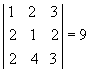 |1 2 3|
|2 1 2| = 9
|2 4 3|